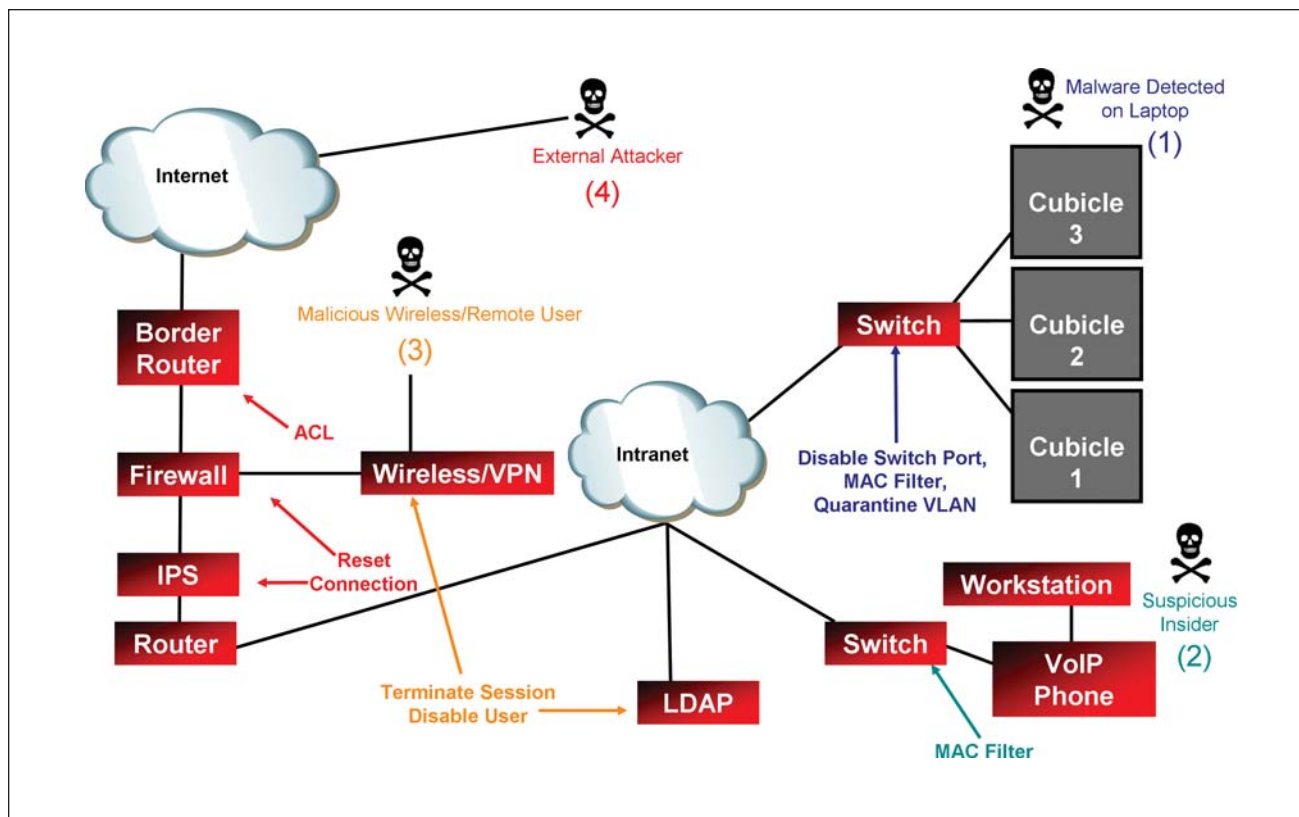 Internet
External Attacker
(4)
Malware Detected
on Laptop
(1)
Cubicle
3
Cubicle
2
Cubicle
1
Malicious Wireless/Remote User
(3)
Border
Router
ACL
Firewall
Wireless/VPN
Reset
Connection
IPS
Router
Intranet
Switch
Disable Switch Port,
MAC Filter,
Quarantine VLAN
Workstation
Suspicious
Insider
(2)
Switch
VoIP
Phone
Terminate Session
Disable User
LDAP
MAC Filter